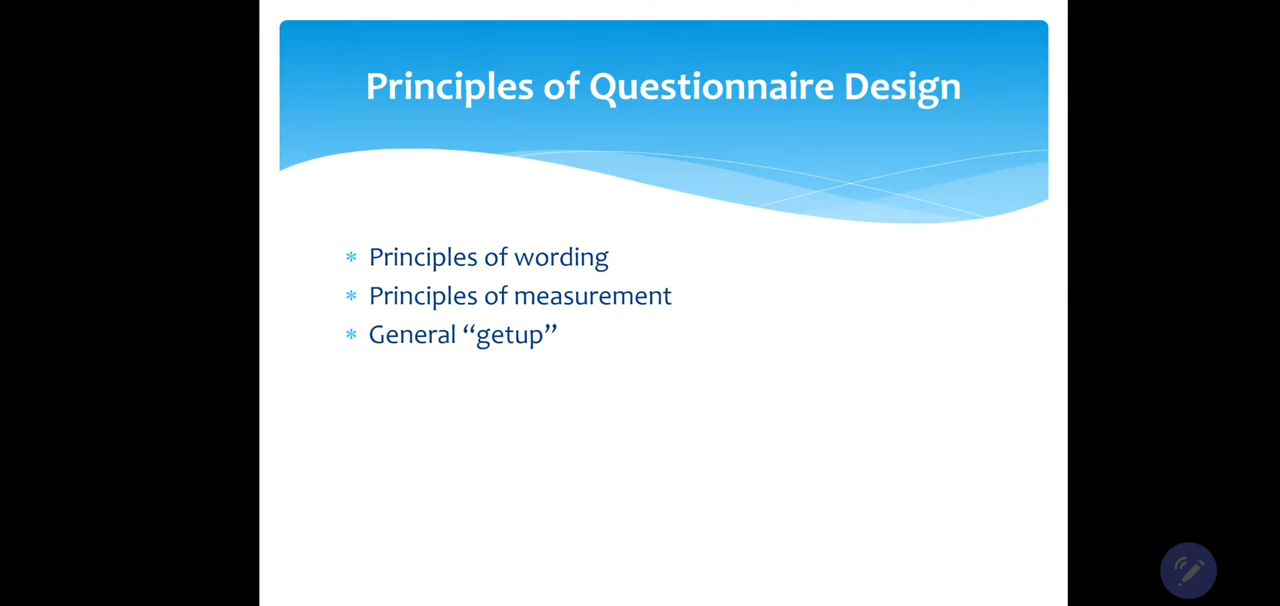 Principles of Questionnaire Design
* Principles of wording
* Principles of measurement
* General “getup”